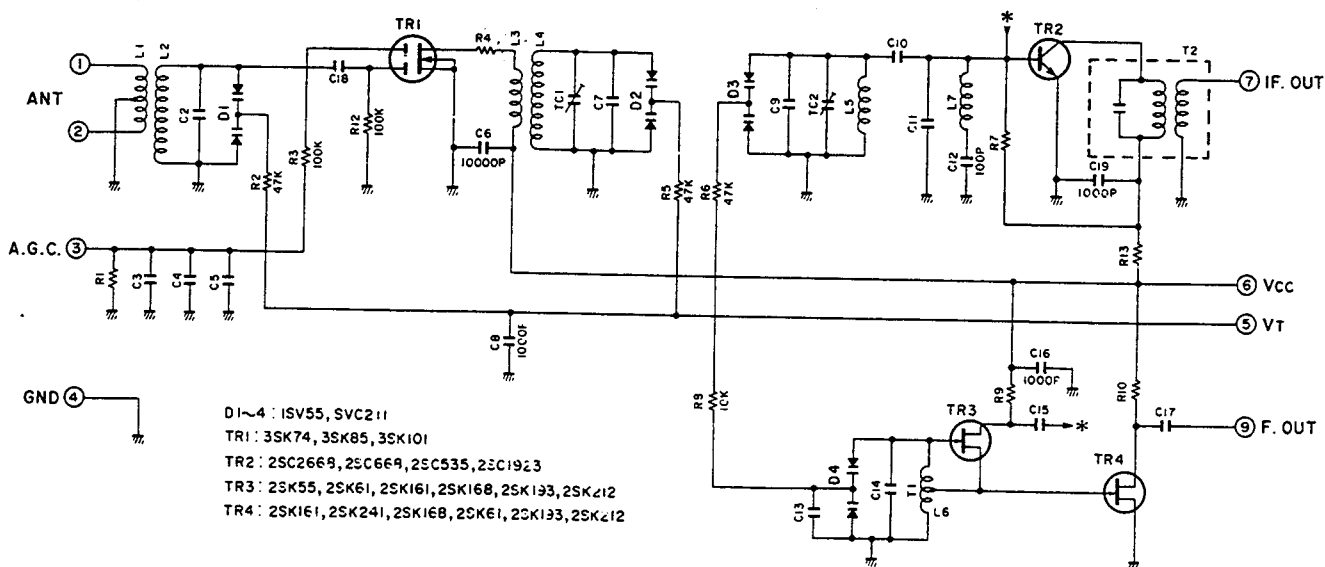 TR1
R4
L3
L4
L1
L2
①
C18
C2
D1
ANT
②
R3
100K
R12
100K
R2
47K
C6
10000P
TC1
C7
D2
R5
47K
*
TR2
T2
C10
D3
C9
TC2
L5
C11
L7
C12
100P
R7
C19
1000P
⑦ IF. OUT
R6
47K
A.G.C. ③
R1
C3
C4
C5
R13
⑥ VCC
⑤ VT
C8
1000P
GND ④
R8
10K
C16
R9
C15
*
R10
C17
⑨ F. OUT
TR3
TR4
D4
C13
C14
T1
L6
D1~4 : 1SV55, SVC211
TR1: 3SK74, 3SK85, 3SK101
TR2: 2SC2668, 2SC668, 2SC535, 2SC1923
TR3: 2SK55, 2SK61, 2SK161, 2SK168, 2SK193, 2SK212
TR4: 2SK161, 2SK241, 2SK168, 2SK61, 2SK193, 2SK212